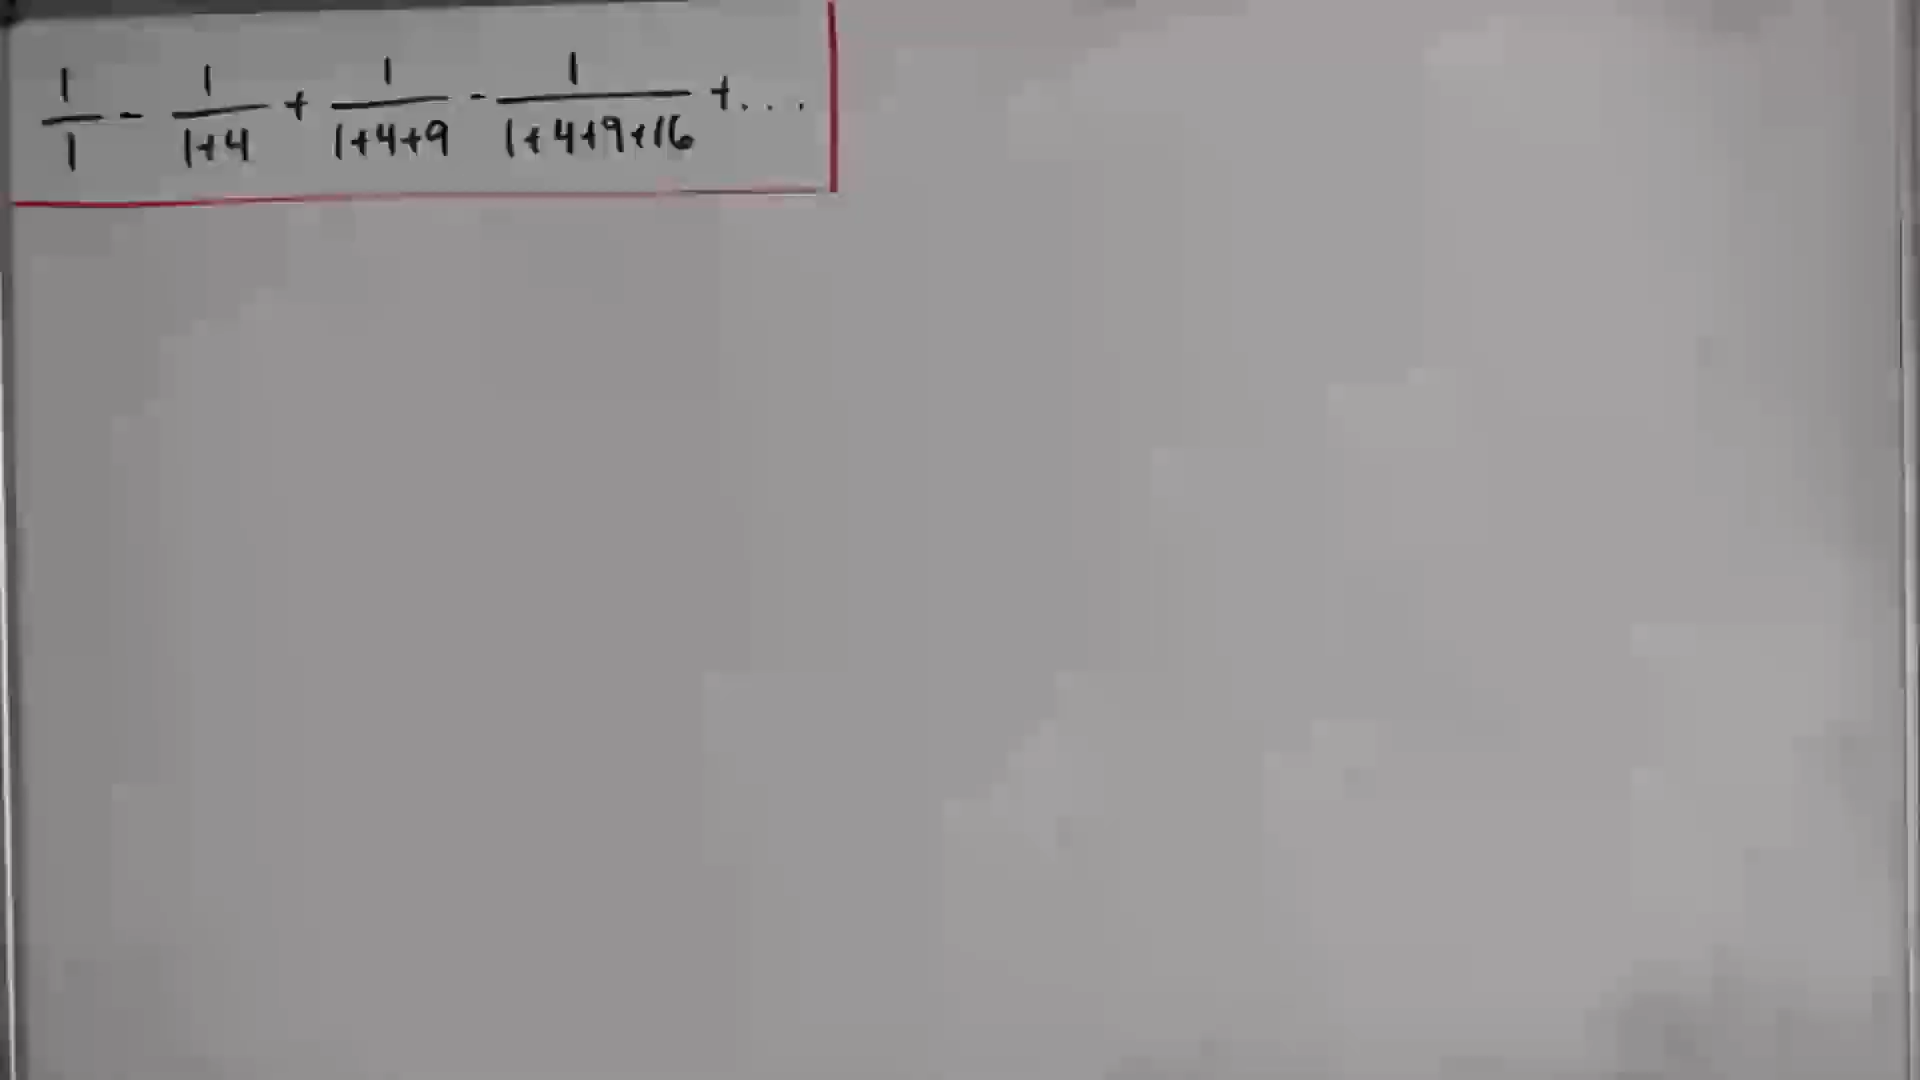 1/1 - 1/(1+4) + 1/(1+4+9) - 1/(1+4+9+16) + ...